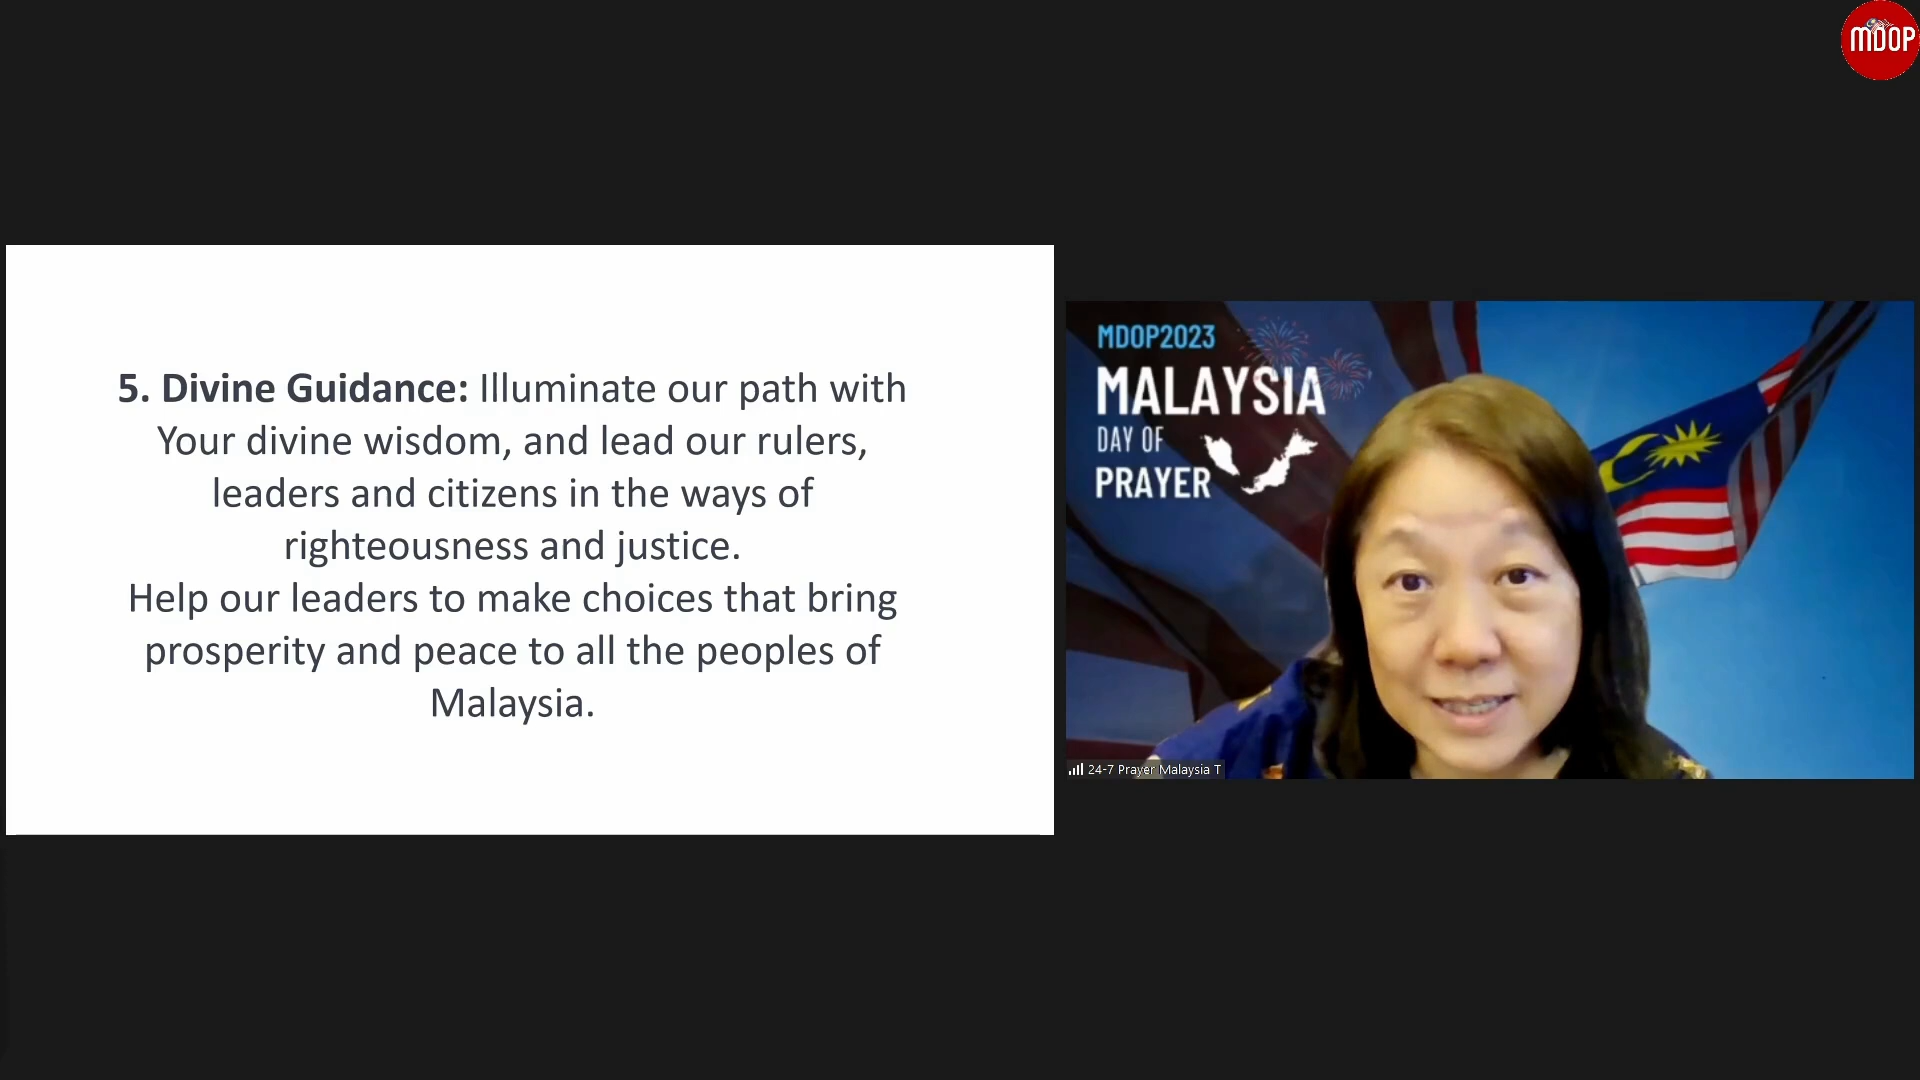 MDOP
5. Divine Guidance: Illuminate our path with
Your divine wisdom, and lead our rulers,
leaders and citizens in the ways of
righteousness and justice.
Help our leaders to make choices that bring
prosperity and peace to all the peoples of
Malaysia.
MDOP2023
MALAYSIA
DAY OF
PRAYER
24-7 Prayer Malaysia T